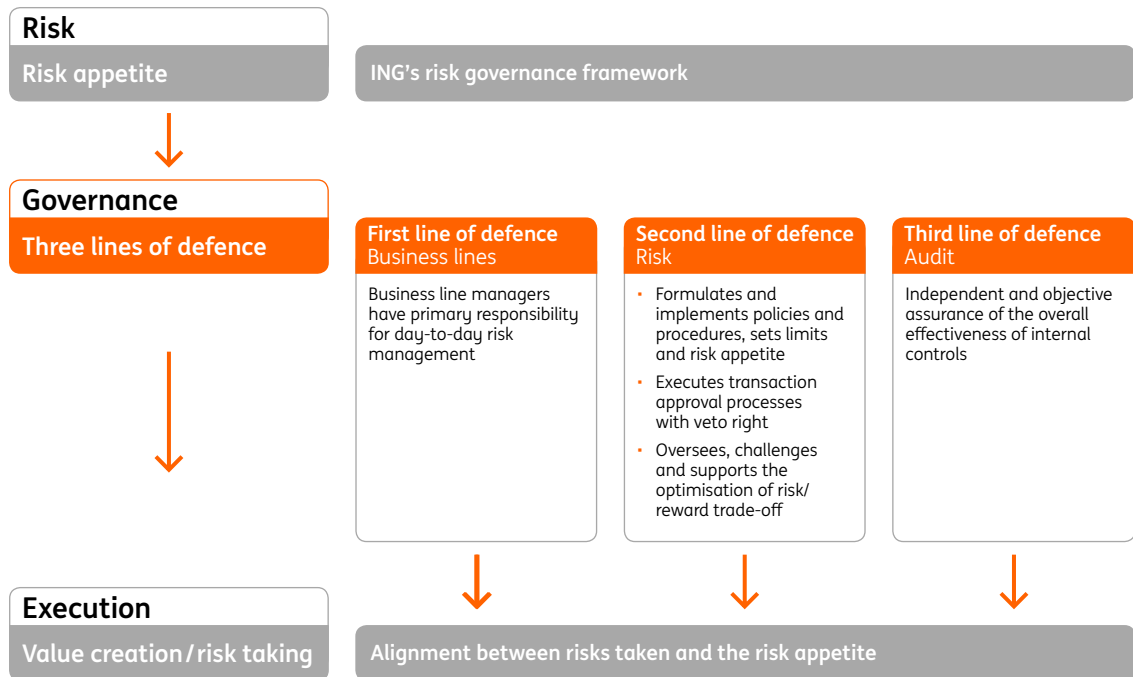 Risk
Risk appetite
ING's risk governance framework
Governance
Three lines of defence
First line of defence
Business lines
Business line managers
have primary responsibility
for day-to-day risk
management
Second line of defence
Risk
• Formulates and
implements policies and
procedures, sets limits
and risk appetite
• Executes transaction
approval processes
with veto right
• Oversees, challenges
and supports the
optimisation of risk/
reward trade-off
Third line of defence
Audit
Independent and objective
assurance of the overall
effectiveness of internal
controls
Execution
Value creation/risk taking
Alignment between risks taken and the risk appetite